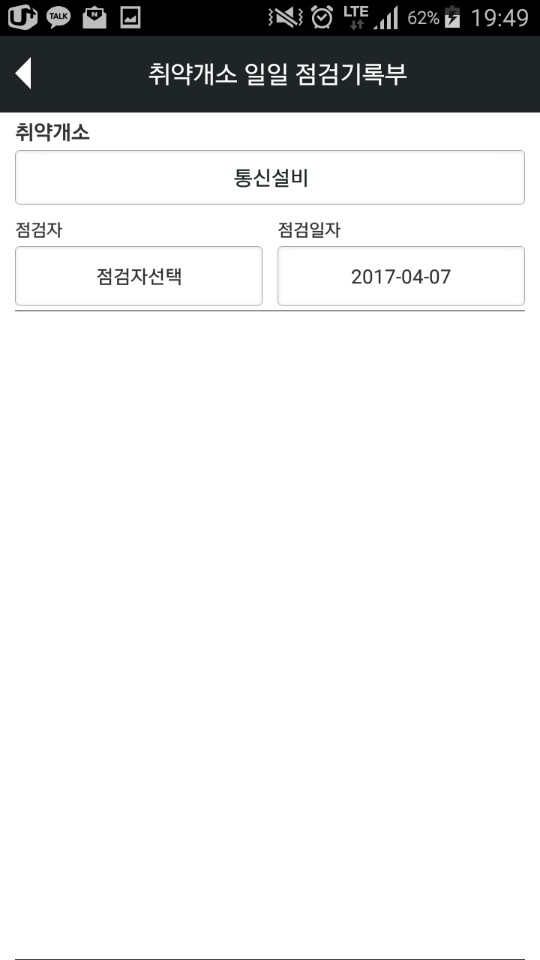 TALK
N
LTE
62%
19:49
취약개소 일일 점검기록부
취약개소
통신설비
점검자
점검일자
점검자선택
2017-04-07